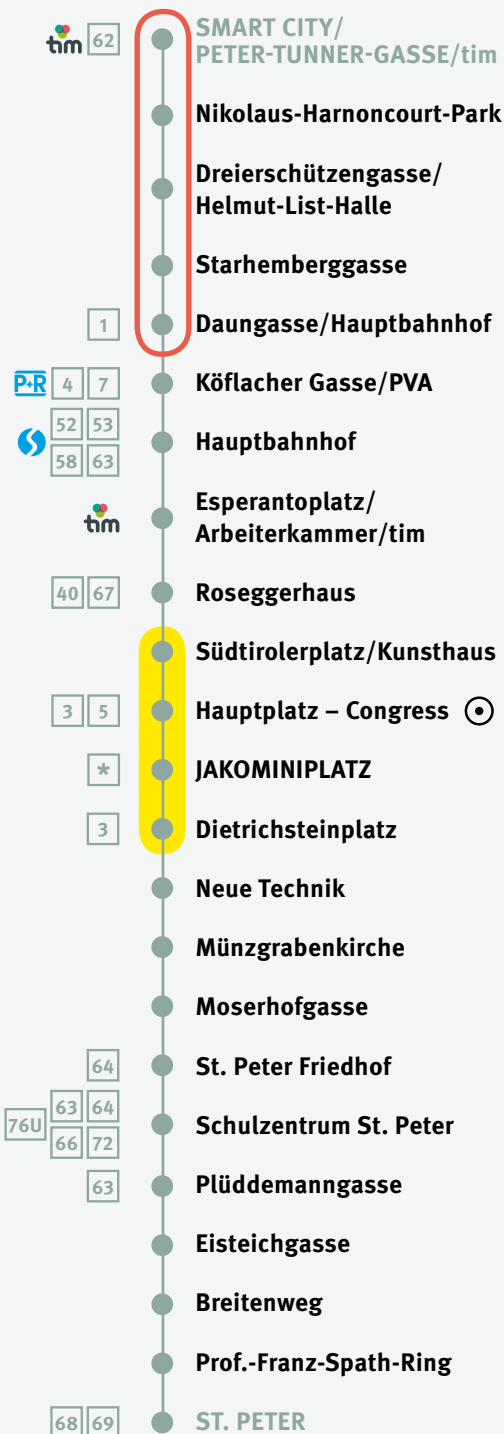 tim 62 SMART CITY/
PETER-TUNNER-GASSE/tim
Nikolaus-Harnoncourt-Park
Dreierschützengasse/
Helmut-List-Halle
Starhemberggasse
1 Daungasse/Hauptbahnhof
P+R 4 7 Köflacher Gasse/PVA
52 53
Hauptbahnhof
58 63
Esperantoplatz/
tim Arbeiterkammer/tim
40 67 Roseggerhaus
Südtirolerplatz/Kunsthaus
3 5 Hauptplatz – Congress
* JAKOMINIPLATZ
3 Dietrichsteinplatz
Neue Technik
Münzgrabenkirche
Moserhofgasse
64 St. Peter Friedhof
63 64
76U Schulzentrum St. Peter
66 72
63 Plüddemanngasse
Eisteichgasse
Breitenweg
Prof.-Franz-Spath-Ring
68 69 ST. PETER